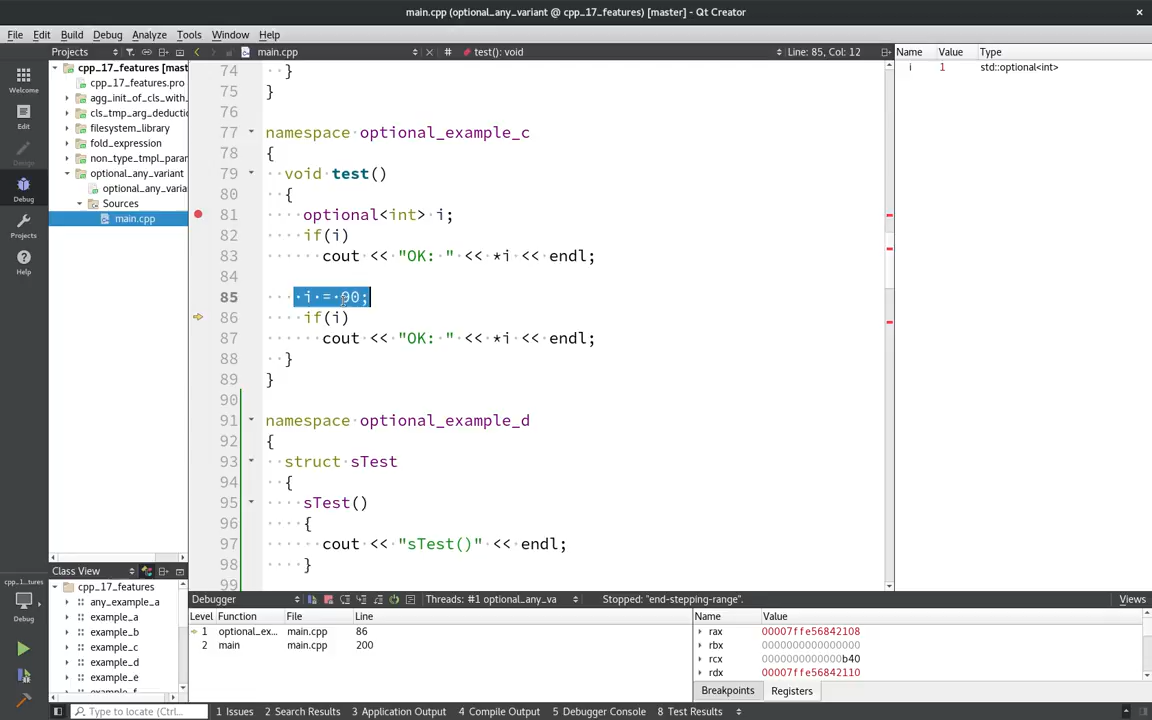 main.cpp (optional_any_variant @ cpp_17_features) [master] - Qt Creator
File Edit Build Debug Analyze Tools Window Help
Projects main.cpp # test(): void Line: 85, Col: 12
Name Value Type
i 1 std::optional<int>
Welcome
Edit
Design
Debug
Projects
Help
cpp_17_features [mast
cpp_17_features.pro
agg_init_of_cls_with_
cls_tmp_arg_deducti
filesystem_library
fold_expression
non_type_tmpl_para
optional_any_variant
optional_any_varia
Sources
main.cpp
74 }
75 }
76
77 namespace optional_example_c
78 {
79 void test()
80 {
81 optional<int> i;
82 if(i)
83 cout << "OK: " << *i << endl;
84
85 i = 90;
86 if(i)
87 cout << "OK: " << *i << endl;
88 }
89 }
90
91 namespace optional_example_d
92 {
93 struct sTest
94 {
95 sTest()
96 {
97 cout << "sTest()" << endl;
98 }
99
Class View
cpp_17_features
any_example_a
example_a
example_b
example_c
example_d
example_e
example_f
cpp_1...tures
Debug
Debugger Threads: #1 optional_any_va Stopped: "end-stepping-range". Views
Level Function File Line
1 optional_ex... main.cpp 86
2 main main.cpp 200
Name Value
rax 00007ffe56842108
rbx 0000000000000000
rcx 0000000000000b40
rdx 00007ffe56842110
Breakpoints Registers
Type to locate (Ctrl... 1 Issues 2 Search Results 3 Application Output 4 Compile Output 5 Debugger Console 8 Test Results